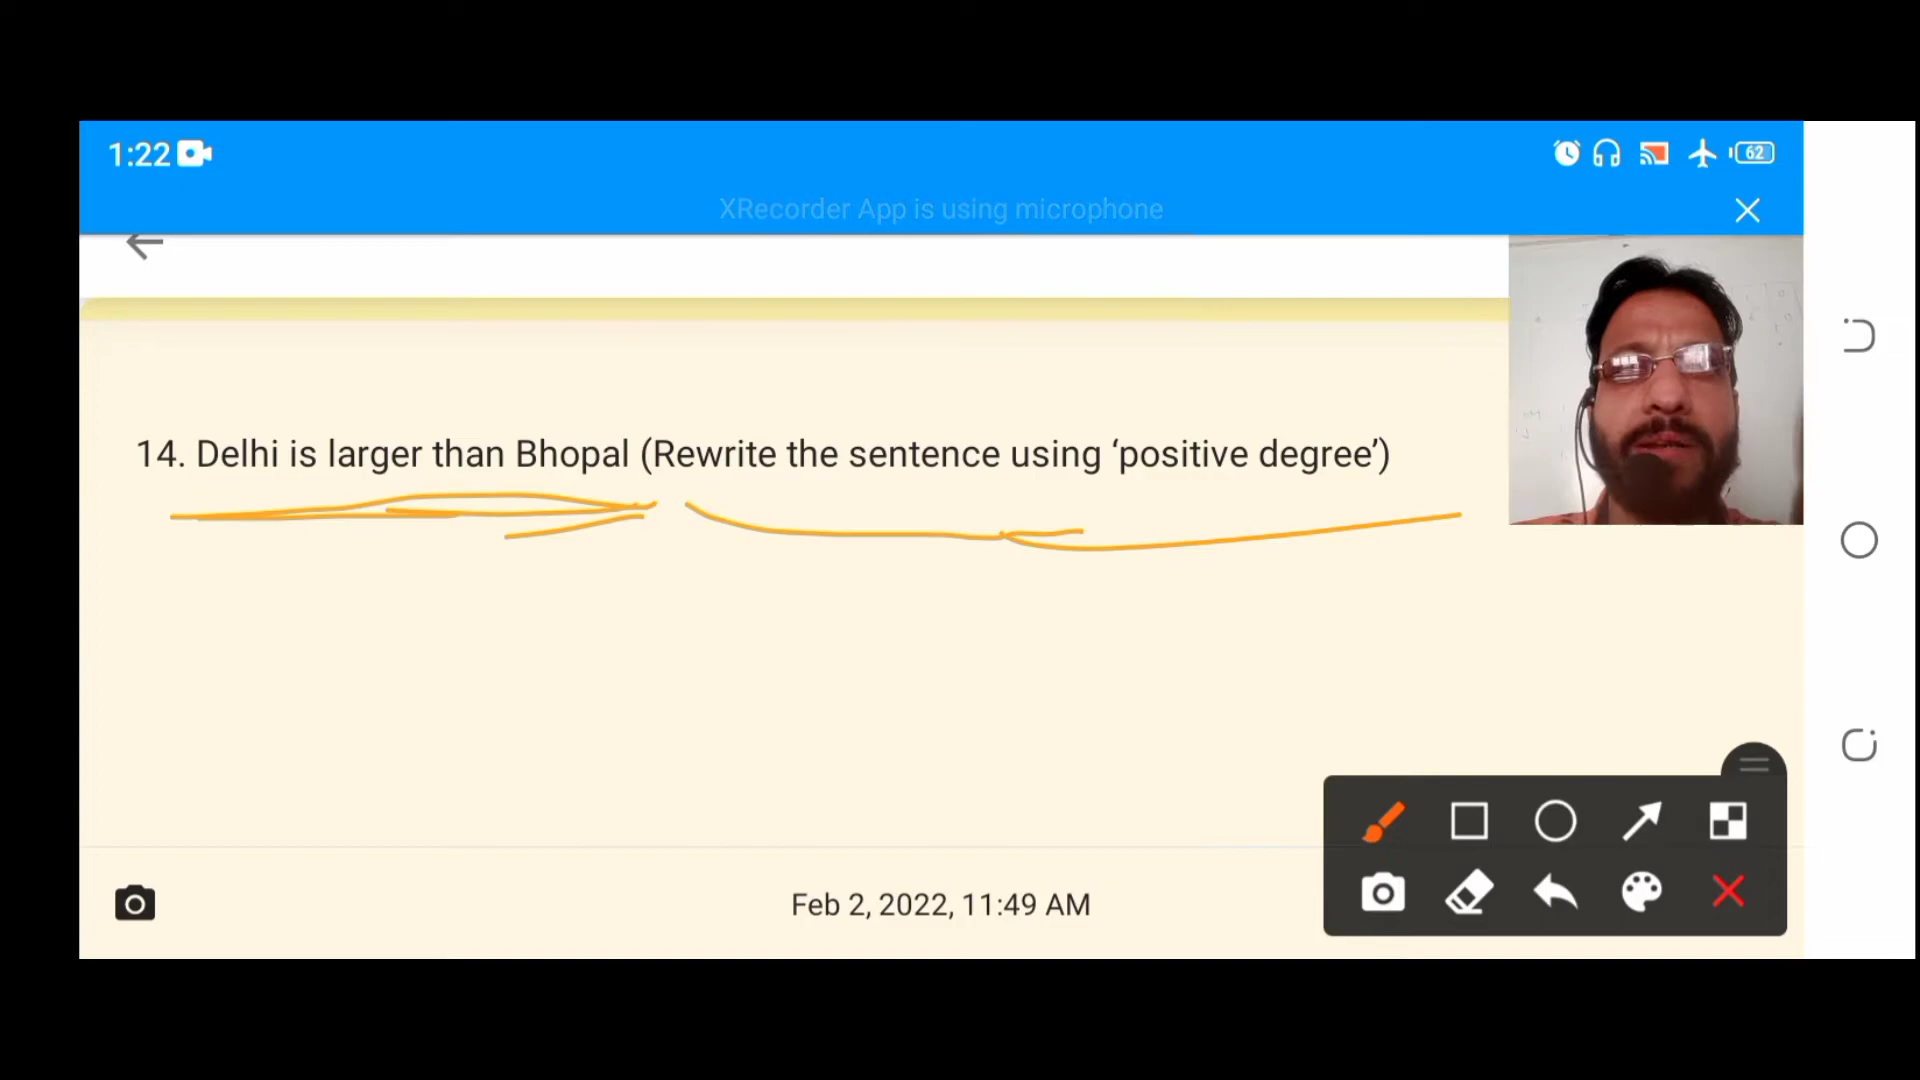 1:22
62
XRecorder App is using microphone
14. Delhi is larger than Bhopal (Rewrite the sentence using ‘positive degree’)
Feb 2, 2022, 11:49 AM